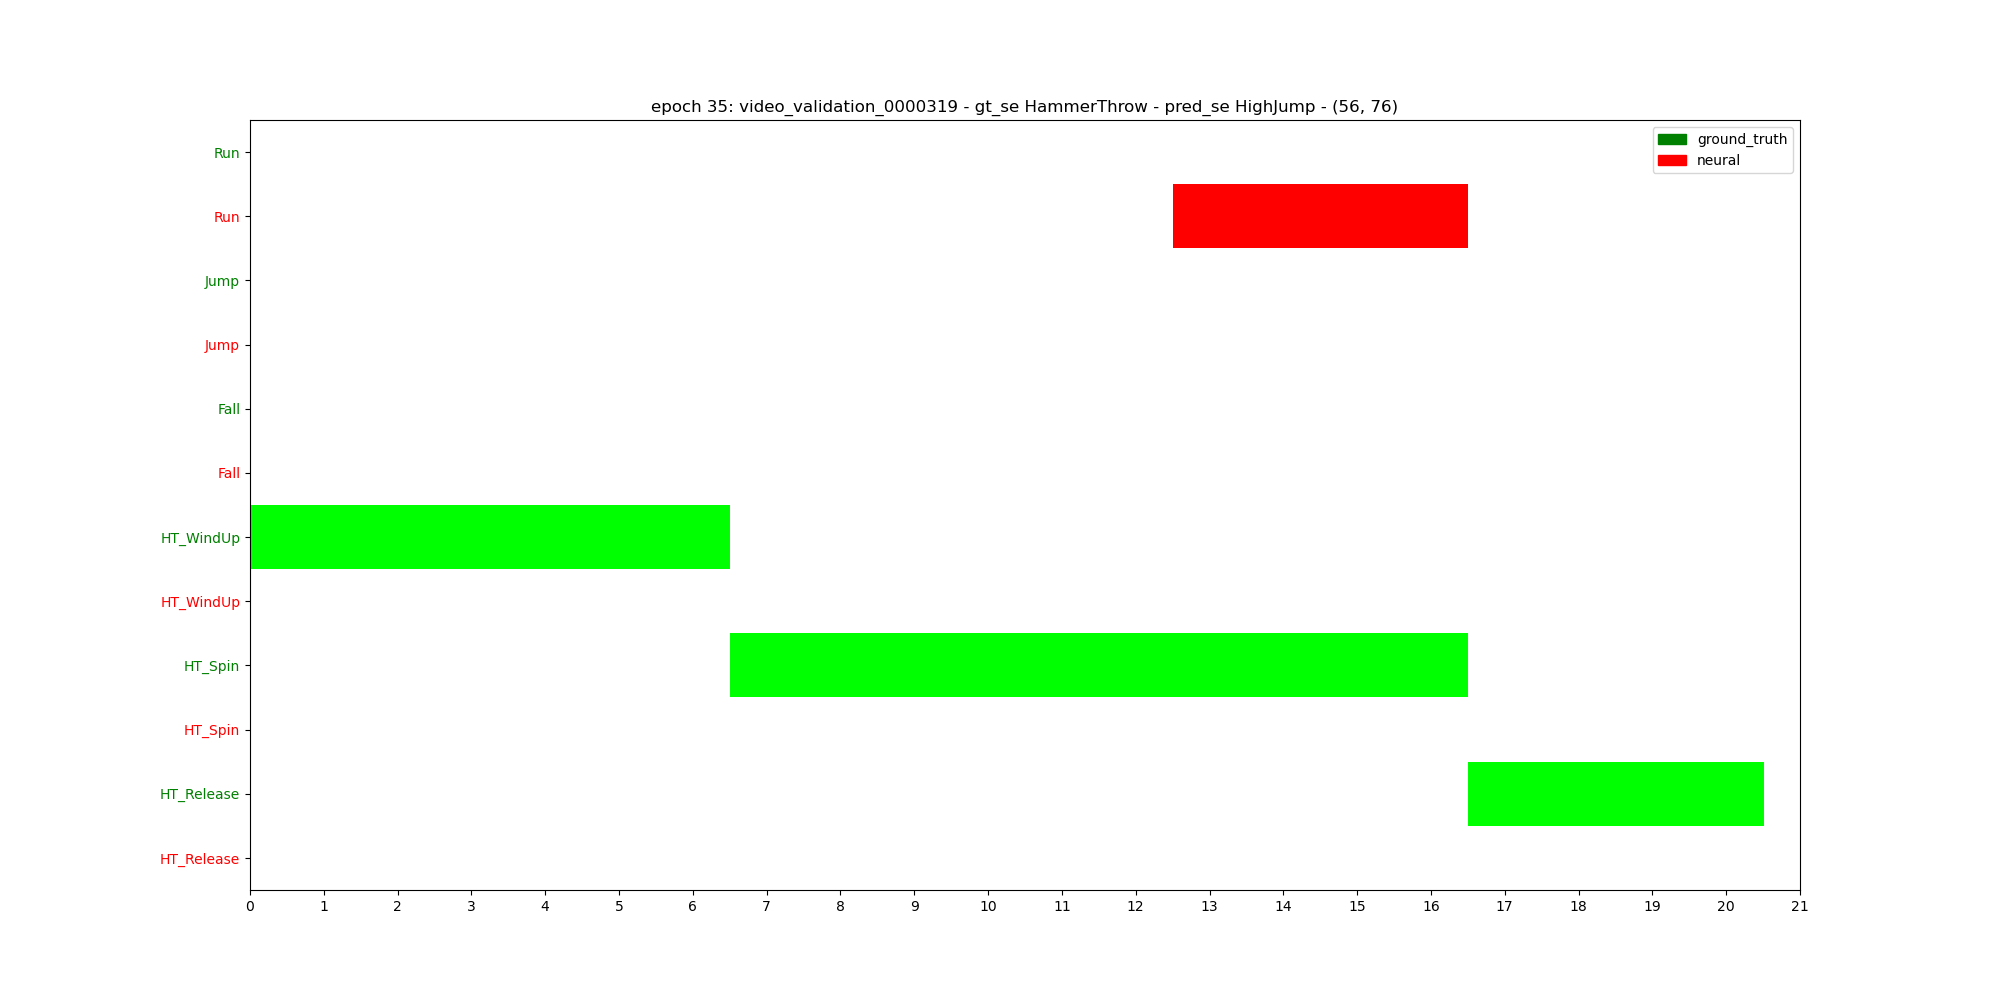 epoch 35: video_validation_0000319 - gt_se HammerThrow - pred_se HighJump - (56, 76)
ground_truth
neural
Run
Run
Jump
Jump
Fall
Fall
HT_WindUp
HT_WindUp
HT_Spin
HT_Spin
HT_Release
HT_Release
0 1 2 3 4 5 6 7 8 9 10 11 12 13 14 15 16 17 18 19 20 21